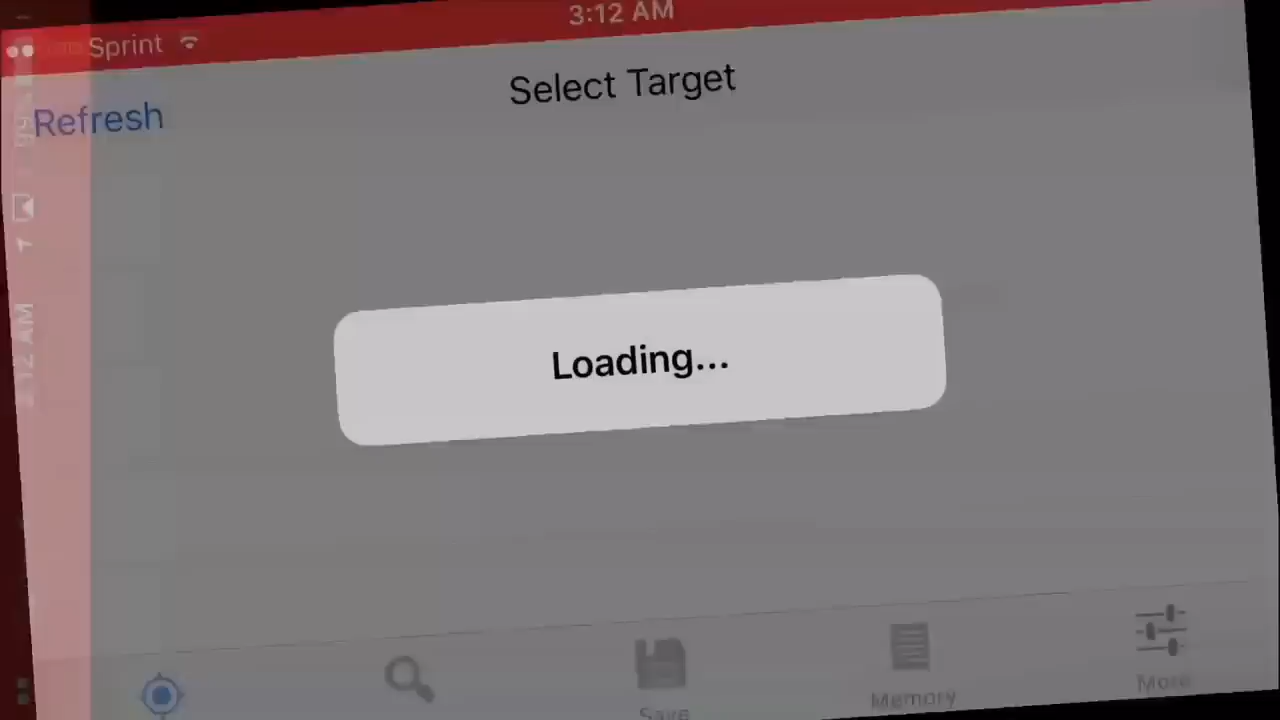 3:12 AM
Sprint
Select Target
Refresh
Loading...
Save
Memory
More